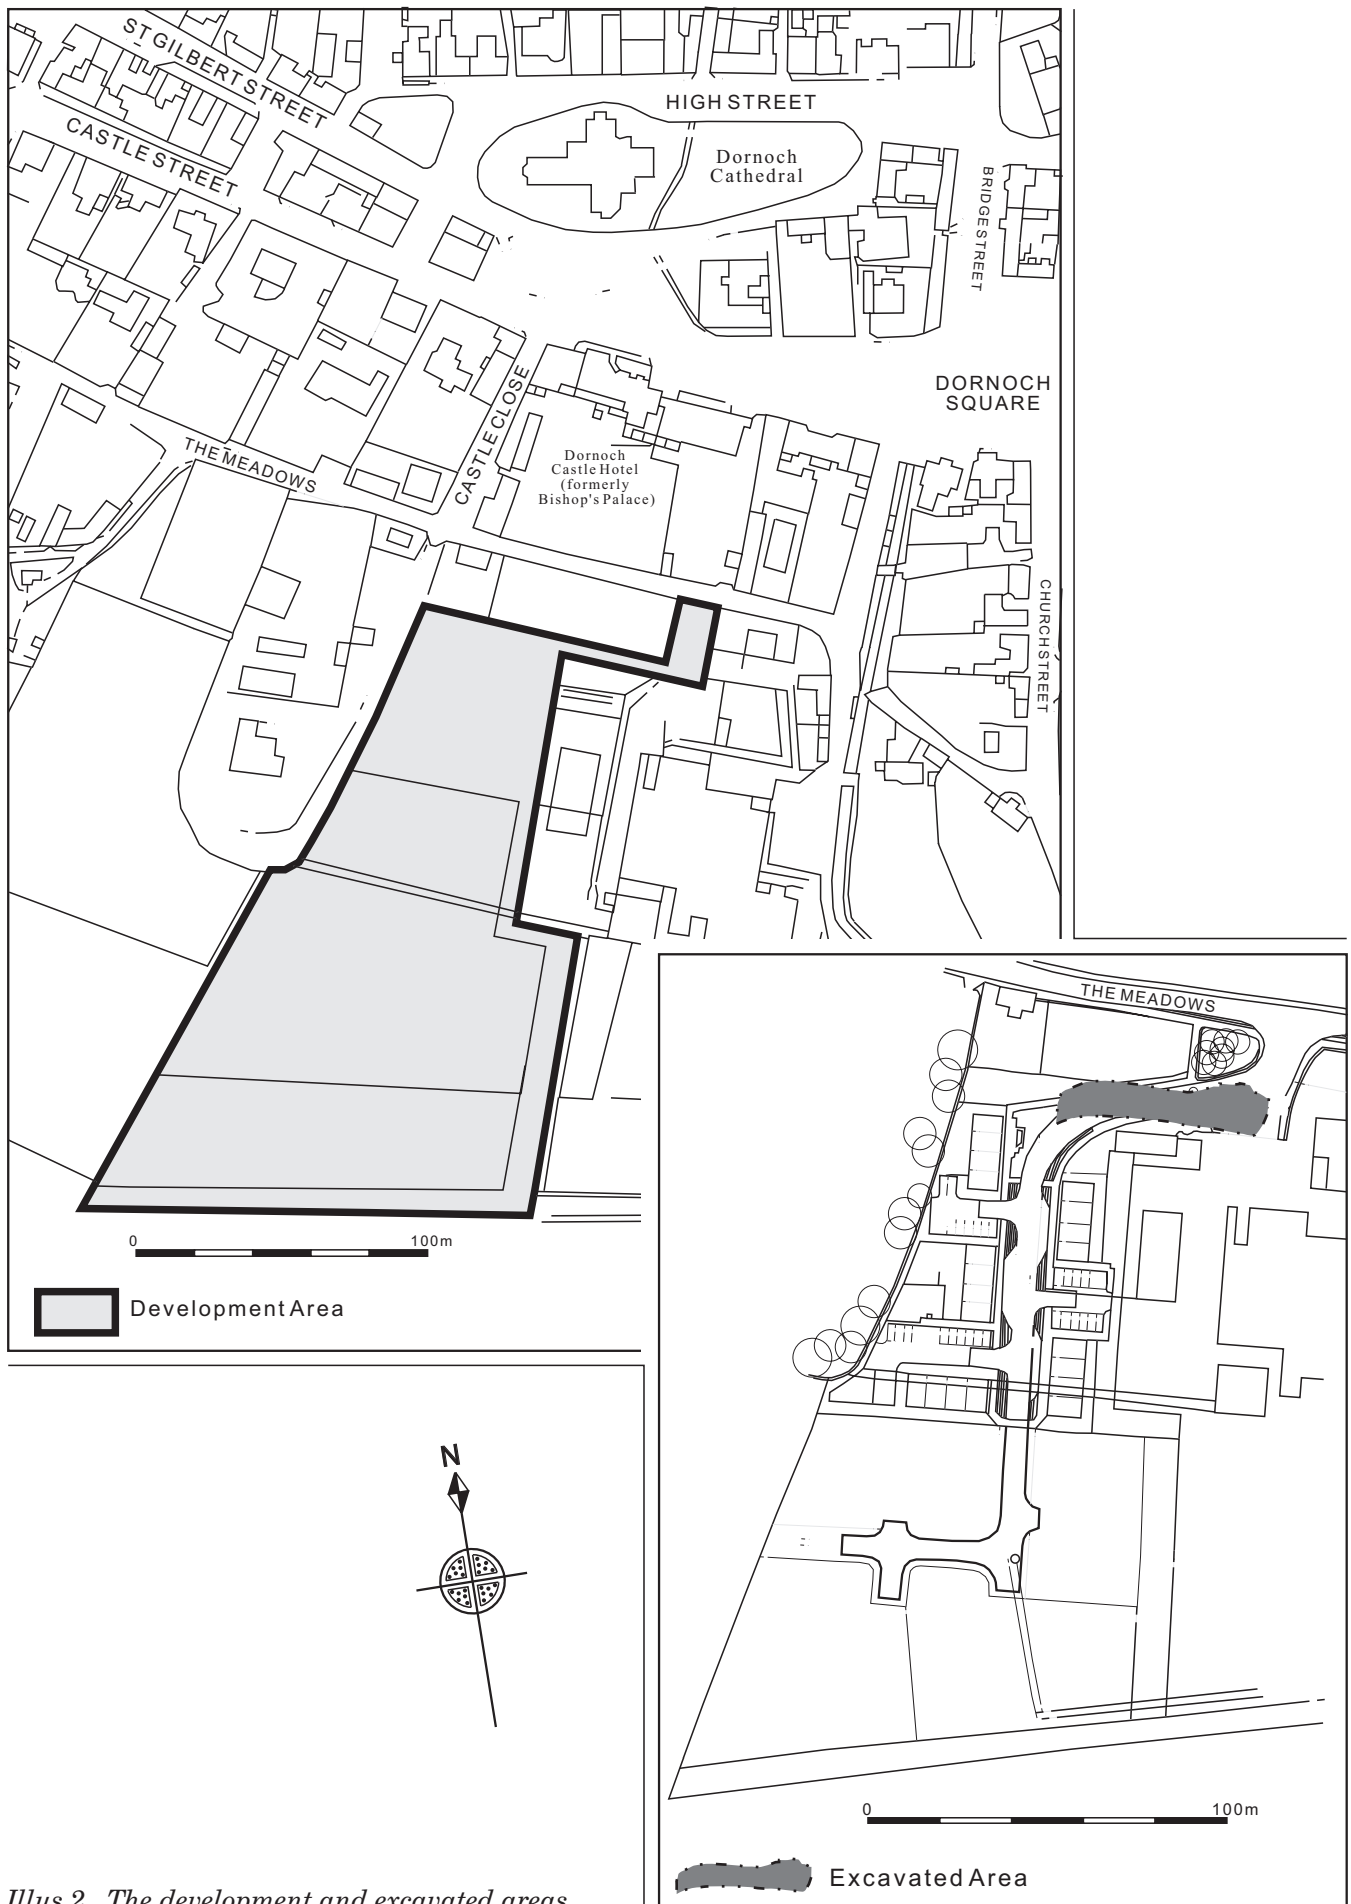 ST GILBERT STREET
CASTLE STREET
HIGH STREET
Dornoch
Cathedral
BRIDGE STREET
DORNOCH
SQUARE
CASTLE CLOSE
THE MEADOWS
Dornoch
Castle Hotel
(formerly
Bishop's Palace)
CHURCH STREET
0 100m
Development Area
N
THE MEADOWS
0 100m
Excavated Area
Illus 2 The development and excavated areas